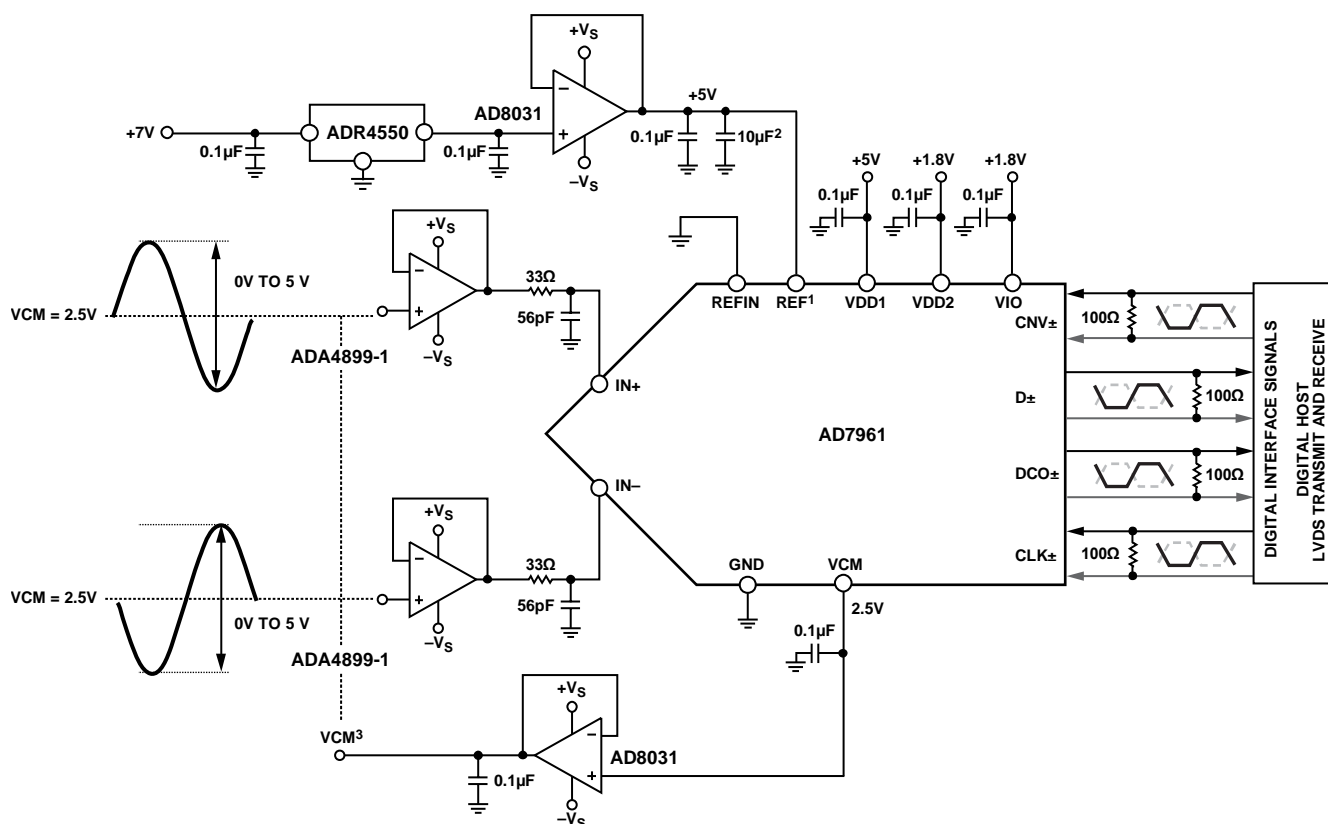 +VS
+7V
ADR4550
AD8031
+5V
0.1µF
0.1µF
0.1µF
10µF2
–VS
+5V
+1.8V
+1.8V
0.1µF
0.1µF
0.1µF
0V TO 5 V
VCM = 2.5V
+VS
33Ω
56pF
–VS
ADA4899-1
REFIN
REF1
VDD1
VDD2
VIO
IN+
AD7961
CNV±
100Ω
D±
100Ω
DCO±
100Ω
CLK±
100Ω
DIGITAL INTERFACE SIGNALS
DIGITAL HOST
LVDS TRANSMIT AND RECEIVE
IN–
GND
VCM
2.5V
0.1µF
VCM = 2.5V
0V TO 5 V
+VS
33Ω
56pF
–VS
ADA4899-1
VCM3
+VS
AD8031
0.1µF
–VS